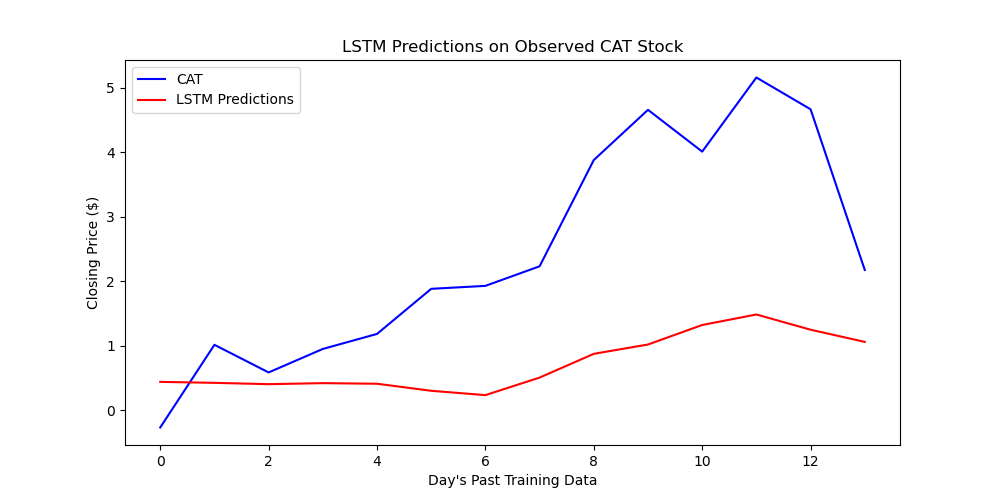 LSTM Predictions on Observed CAT Stock
CAT
LSTM Predictions
Closing Price ($)
5
4
3
2
1
0
0 2 4 6 8 10 12
Day's Past Training Data